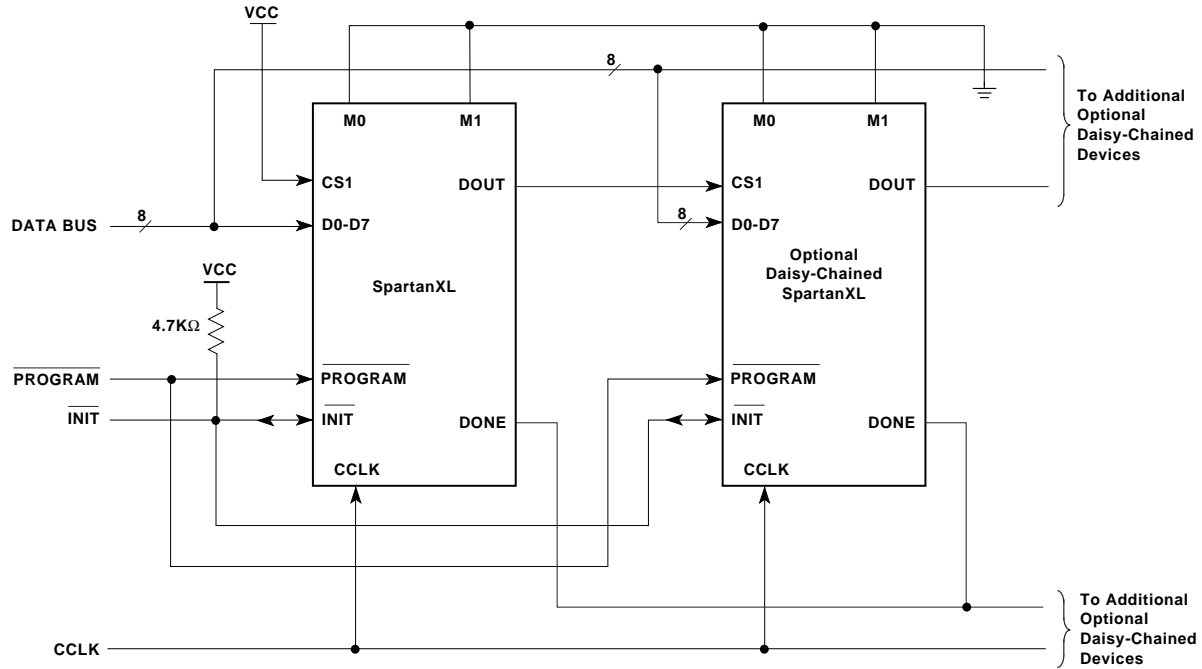 VCC
8
M0
M1
M0
M1
To Additional
Optional
Daisy-Chained
Devices
CS1
DOUT
CS1
DOUT
DATA BUS
8
D0-D7
8
D0-D7
VCC
SpartanXL
Optional
Daisy-Chained
SpartanXL
4.7KΩ
PROGRAM
PROGRAM
PROGRAM
INIT
INIT
DONE
INIT
DONE
CCLK
CCLK
To Additional
Optional
Daisy-Chained
Devices
CCLK